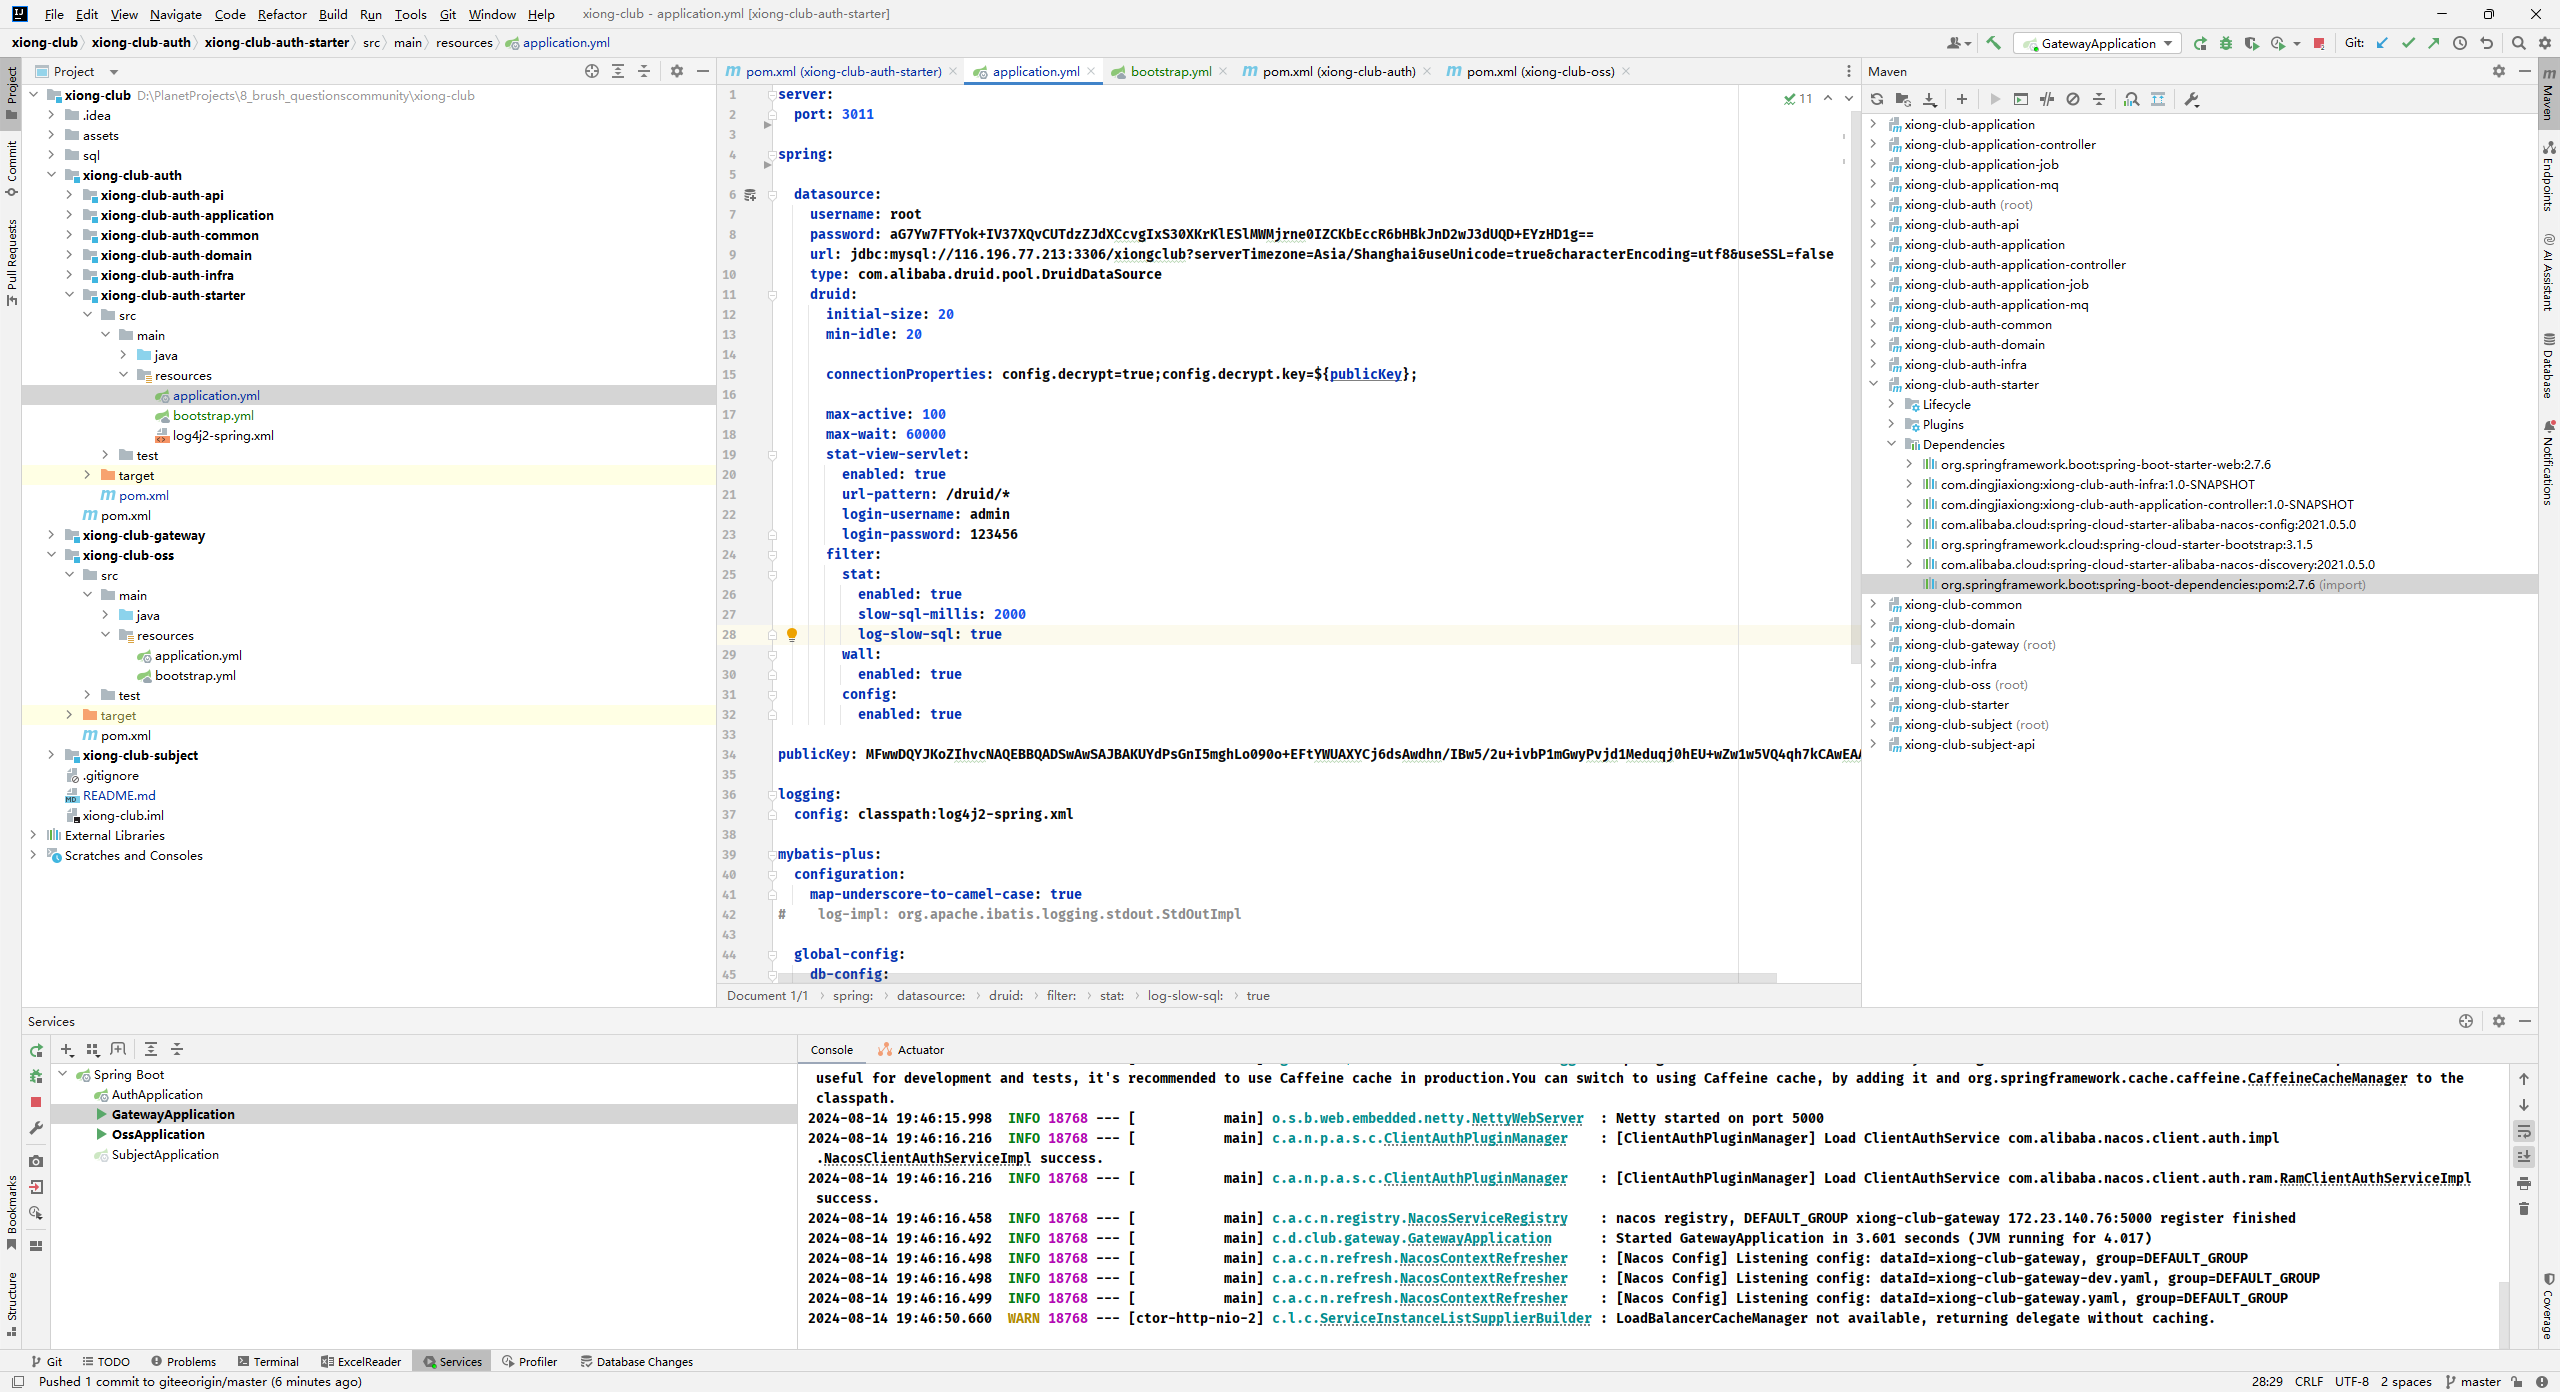 File Edit View Navigate Code Refactor Build Run Tools Git Window Help xiong-club - application.yml [xiong-club-auth-starter]
xiong-club xiong-club-auth xiong-club-auth-starter src main resources application.yml
GatewayApplication Git:
Project
Commit
Pull Requests
Bookmarks
Structure
Project
xiong-club D:\PlanetProjects\8_brush_questionscommunity\xiong-club
.idea
assets
sql
xiong-club-auth
xiong-club-auth-api
xiong-club-auth-application
xiong-club-auth-common
xiong-club-auth-domain
xiong-club-auth-infra
xiong-club-auth-starter
src
main
java
resources
application.yml
bootstrap.yml
log4j2-spring.xml
test
target
pom.xml
pom.xml
xiong-club-gateway
xiong-club-oss
src
main
java
resources
application.yml
bootstrap.yml
test
target
pom.xml
xiong-club-subject
.gitignore
README.md
xiong-club.iml
External Libraries
Scratches and Consoles
pom.xml (xiong-club-auth-starter) application.yml bootstrap.yml pom.xml (xiong-club-auth) pom.xml (xiong-club-oss)
11
1 server:
2 port: 3011
3
4 spring:
5
6 datasource:
7 username: root
8 password: aG7Yw7FTYok+IV37XQvCUTdzZJdXCcvgIxS30XKrKlESlMWMjrne0IZCKbEccR6bHBkJnD2wJ3dUQD+EYzHD1g==
9 url: jdbc:mysql://116.196.77.213:3306/xiongclub?serverTimezone=Asia/Shanghai&useUnicode=true&characterEncoding=utf8&useSSL=false
10 type: com.alibaba.druid.pool.DruidDataSource
11 druid:
12 initial-size: 20
13 min-idle: 20
14
15 connectionProperties: config.decrypt=true;config.decrypt.key=${publicKey};
16
17 max-active: 100
18 max-wait: 60000
19 stat-view-servlet:
20 enabled: true
21 url-pattern: /druid/*
22 login-username: admin
23 login-password: 123456
24 filter:
25 stat:
26 enabled: true
27 slow-sql-millis: 2000
28 log-slow-sql: true
29 wall:
30 enabled: true
31 config:
32 enabled: true
33
34 publicKey: MFwwDQYJKoZIhvcNAQEBBQADSwAwSAJBAKUYdPsGnI5mghLo090o+EFtYWUAXYCj6dsAwdhn/IBw5/2u+ivbP1mGwyPvjd1Meduqj0hEU+wZw1w5VQ4qh7kCAwEAA
35
36 logging:
37 config: classpath:log4j2-spring.xml
38
39 mybatis-plus:
40 configuration:
41 map-underscore-to-camel-case: true
42 # log-impl: org.apache.ibatis.logging.stdout.StdOutImpl
43
44 global-config:
45 db-config:
Document 1/1 spring: datasource: druid: filter: stat: log-slow-sql: true
Maven
xiong-club-application
xiong-club-application-controller
xiong-club-application-job
xiong-club-application-mq
xiong-club-auth (root)
xiong-club-auth-api
xiong-club-auth-application
xiong-club-auth-application-controller
xiong-club-auth-application-job
xiong-club-auth-application-mq
xiong-club-auth-common
xiong-club-auth-domain
xiong-club-auth-infra
xiong-club-auth-starter
Lifecycle
Plugins
Dependencies
org.springframework.boot:spring-boot-starter-web:2.7.6
com.dingjiaxiong:xiong-club-auth-infra:1.0-SNAPSHOT
com.dingjiaxiong:xiong-club-auth-application-controller:1.0-SNAPSHOT
com.alibaba.cloud:spring-cloud-starter-alibaba-nacos-config:2021.0.5.0
org.springframework.cloud:spring-cloud-starter-bootstrap:3.1.5
com.alibaba.cloud:spring-cloud-starter-alibaba-nacos-discovery:2021.0.5.0
org.springframework.boot:spring-boot-dependencies:pom:2.7.6 (import)
xiong-club-common
xiong-club-domain
xiong-club-gateway (root)
xiong-club-infra
xiong-club-oss (root)
xiong-club-starter
xiong-club-subject (root)
xiong-club-subject-api
Maven
Endpoints
AI Assistant
Database
Notifications
Coverage
Services
Spring Boot
AuthApplication
GatewayApplication
OssApplication
SubjectApplication
Console Actuator
useful for development and tests, it's recommended to use Caffeine cache in production.You can switch to using Caffeine cache, by adding it and org.springframework.cache.caffeine.CaffeineCacheManager to the
classpath.
2024-08-14 19:46:15.998 INFO 18768 --- [ main] o.s.b.web.embedded.netty.NettyWebServer : Netty started on port 5000
2024-08-14 19:46:16.216 INFO 18768 --- [ main] c.a.n.p.a.s.c.ClientAuthPluginManager : [ClientAuthPluginManager] Load ClientAuthService com.alibaba.nacos.client.auth.impl
.NacosClientAuthServiceImpl success.
2024-08-14 19:46:16.216 INFO 18768 --- [ main] c.a.n.p.a.s.c.ClientAuthPluginManager : [ClientAuthPluginManager] Load ClientAuthService com.alibaba.nacos.client.auth.ram.RamClientAuthServiceImpl
success.
2024-08-14 19:46:16.458 INFO 18768 --- [ main] c.a.c.n.registry.NacosServiceRegistry : nacos registry, DEFAULT_GROUP xiong-club-gateway 172.23.140.76:5000 register finished
2024-08-14 19:46:16.492 INFO 18768 --- [ main] c.d.club.gateway.GatewayApplication : Started GatewayApplication in 3.601 seconds (JVM running for 4.017)
2024-08-14 19:46:16.498 INFO 18768 --- [ main] c.a.c.n.refresh.NacosContextRefresher : [Nacos Config] Listening config: dataId=xiong-club-gateway, group=DEFAULT_GROUP
2024-08-14 19:46:16.498 INFO 18768 --- [ main] c.a.c.n.refresh.NacosContextRefresher : [Nacos Config] Listening config: dataId=xiong-club-gateway-dev.yaml, group=DEFAULT_GROUP
2024-08-14 19:46:16.499 INFO 18768 --- [ main] c.a.c.n.refresh.NacosContextRefresher : [Nacos Config] Listening config: dataId=xiong-club-gateway.yaml, group=DEFAULT_GROUP
2024-08-14 19:46:50.660 WARN 18768 --- [ctor-http-nio-2] c.l.c.ServiceInstanceListSupplierBuilder : LoadBalancerCacheManager not available, returning delegate without caching.
Git TODO Problems Terminal ExcelReader Services Profiler Database Changes
Pushed 1 commit to giteeorigin/master (6 minutes ago) 28:29 CRLF UTF-8 2 spaces master